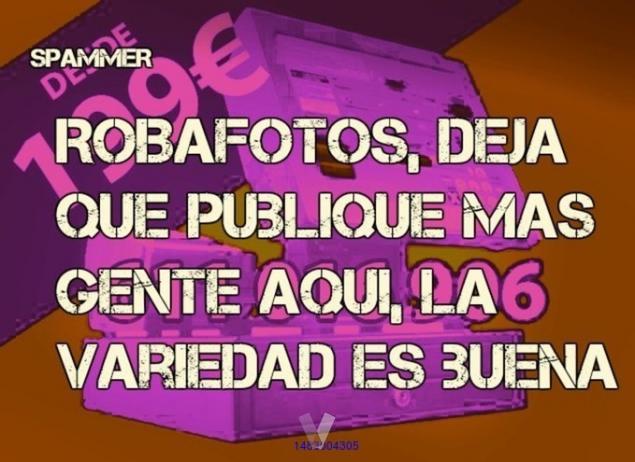 SPAMMER
DESDE
199€
ROBAFOTOS, DEJA
QUE PUBLIQUE MAS
GENTE AQUI, LA
VARIEDAD ES BUENA